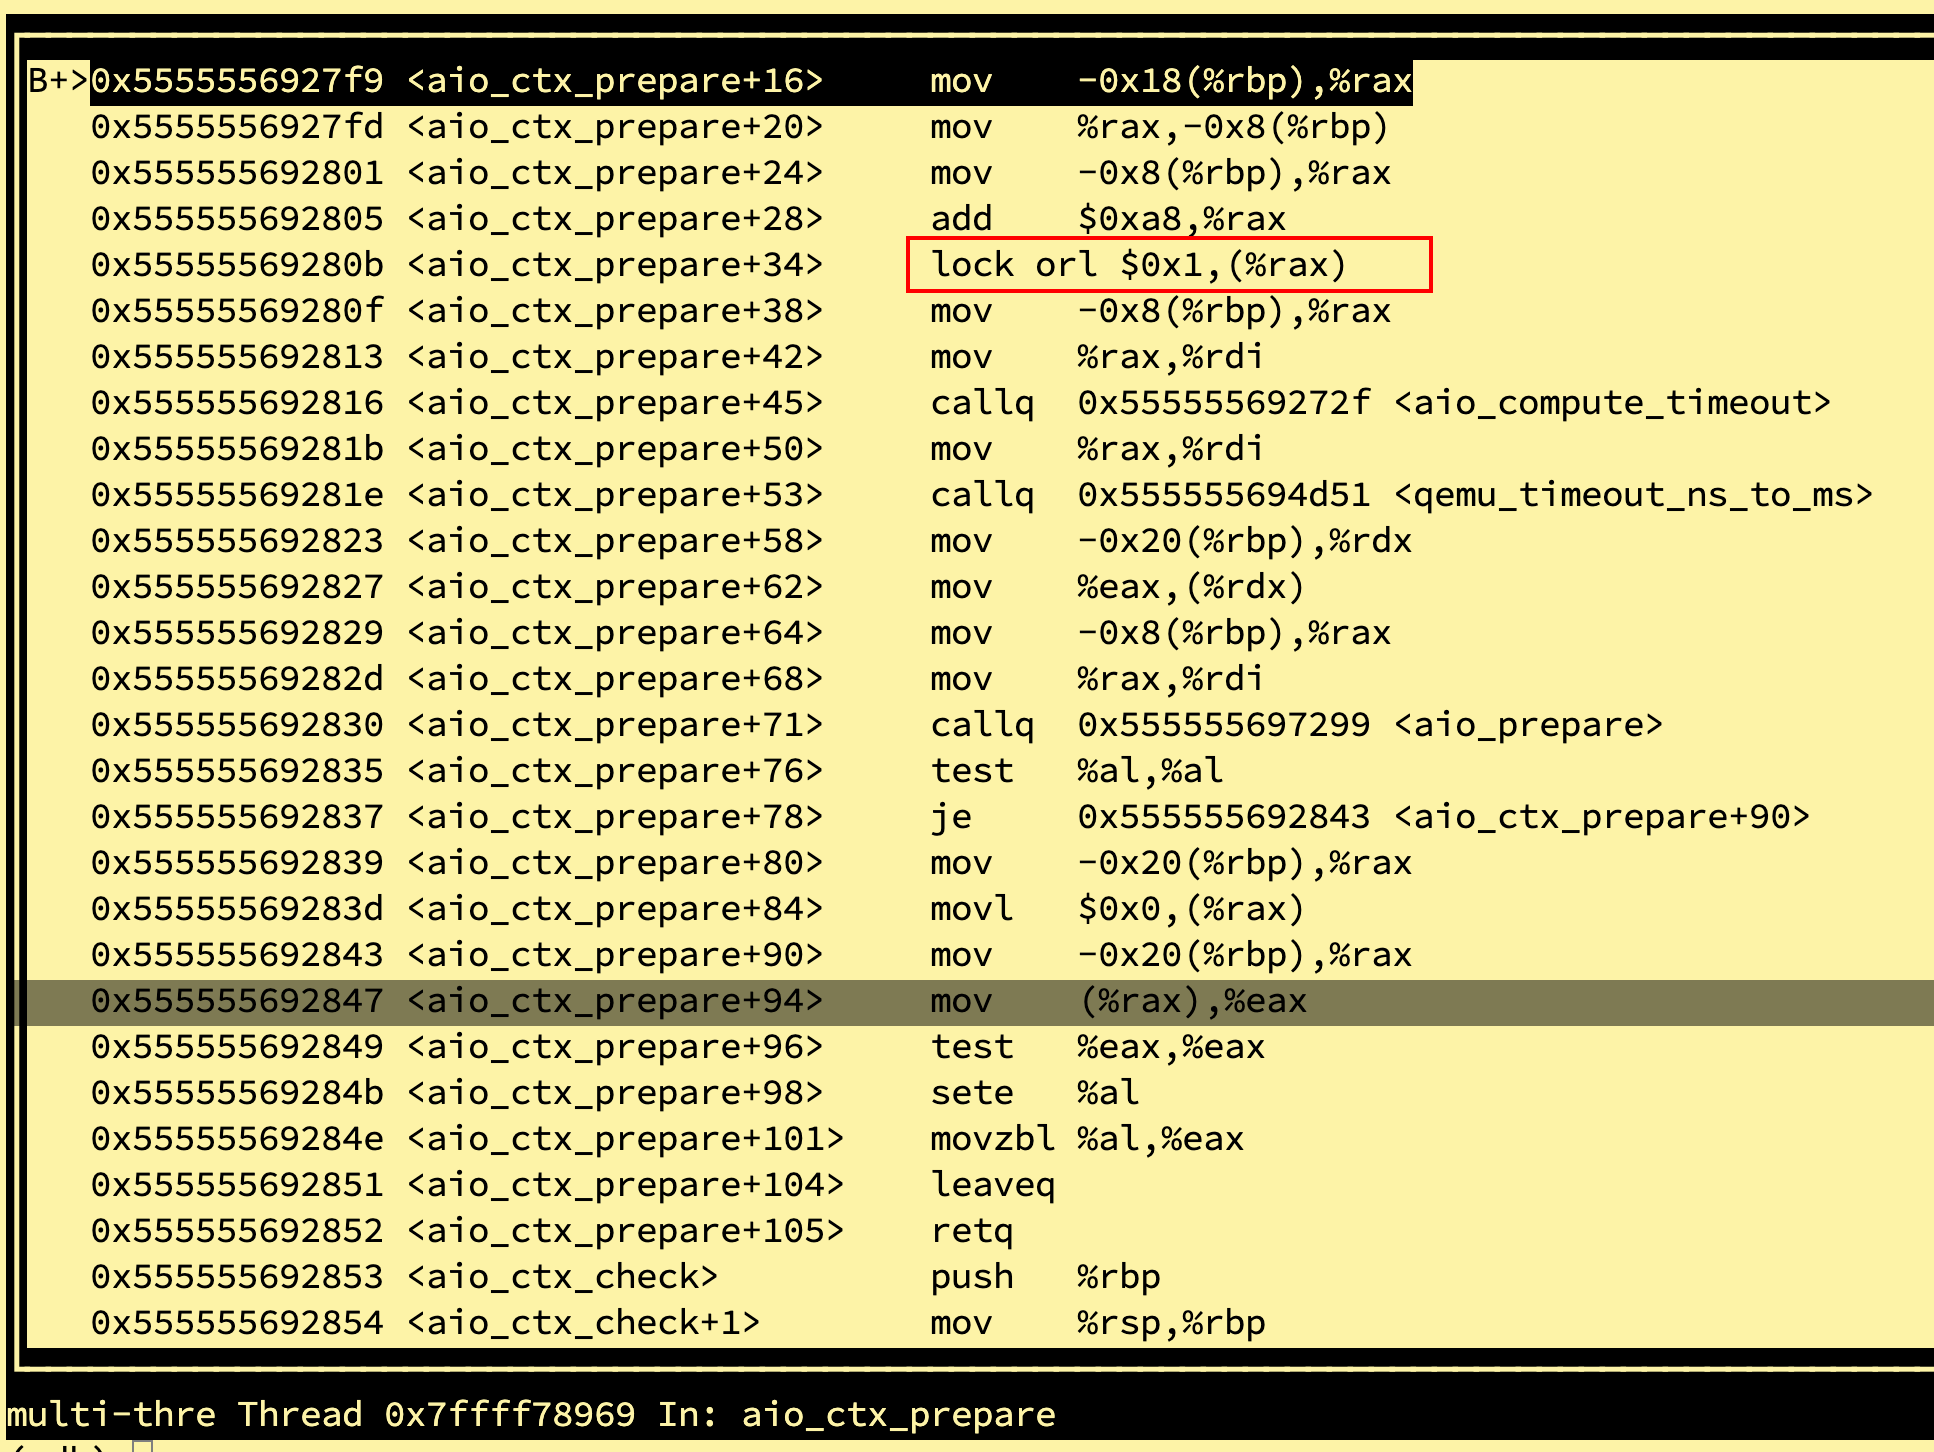 B+>0x5555556927f9 <aio_ctx_prepare+16> mov -0x18(%rbp),%rax
0x5555556927fd <aio_ctx_prepare+20> mov %rax,-0x8(%rbp)
0x555555692801 <aio_ctx_prepare+24> mov -0x8(%rbp),%rax
0x555555692805 <aio_ctx_prepare+28> add $0xa8,%rax
0x55555569280b <aio_ctx_prepare+34> lock orl $0x1,(%rax)
0x55555569280f <aio_ctx_prepare+38> mov -0x8(%rbp),%rax
0x555555692813 <aio_ctx_prepare+42> mov %rax,%rdi
0x555555692816 <aio_ctx_prepare+45> callq 0x55555569272f <aio_compute_timeout>
0x55555569281b <aio_ctx_prepare+50> mov %rax,%rdi
0x55555569281e <aio_ctx_prepare+53> callq 0x555555694d51 <qemu_timeout_ns_to_ms>
0x555555692823 <aio_ctx_prepare+58> mov -0x20(%rbp),%rdx
0x555555692827 <aio_ctx_prepare+62> mov %eax,(%rdx)
0x555555692829 <aio_ctx_prepare+64> mov -0x8(%rbp),%rax
0x55555569282d <aio_ctx_prepare+68> mov %rax,%rdi
0x555555692830 <aio_ctx_prepare+71> callq 0x555555697299 <aio_prepare>
0x555555692835 <aio_ctx_prepare+76> test %al,%al
0x555555692837 <aio_ctx_prepare+78> je 0x555555692843 <aio_ctx_prepare+90>
0x555555692839 <aio_ctx_prepare+80> mov -0x20(%rbp),%rax
0x55555569283d <aio_ctx_prepare+84> movl $0x0,(%rax)
0x555555692843 <aio_ctx_prepare+90> mov -0x20(%rbp),%rax
0x555555692847 <aio_ctx_prepare+94> mov (%rax),%eax
0x555555692849 <aio_ctx_prepare+96> test %eax,%eax
0x55555569284b <aio_ctx_prepare+98> sete %al
0x55555569284e <aio_ctx_prepare+101> movzbl %al,%eax
0x555555692851 <aio_ctx_prepare+104> leaveq
0x555555692852 <aio_ctx_prepare+105> retq
0x555555692853 <aio_ctx_check> push %rbp
0x555555692854 <aio_ctx_check+1> mov %rsp,%rbp
multi-thre Thread 0x7ffff78969 In: aio_ctx_prepare